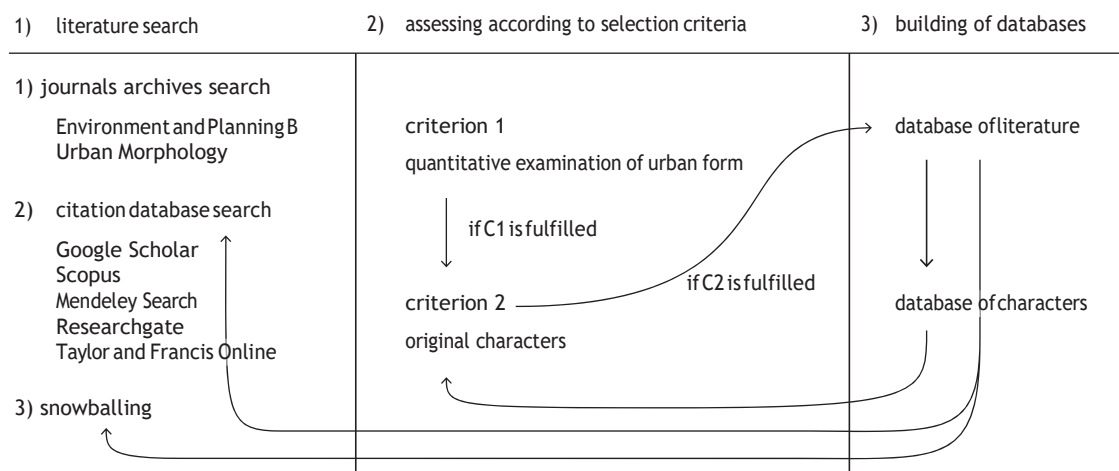 1) literature search
2) assessing according to selection criteria
3) building of databases
1) journals archives search
Environment and Planning B
Urban Morphology
2) citation database search
Google Scholar
Scopus
Mendeley Search
Researchgate
Taylor and Francis Online
3) snowballing
criterion 1
quantitative examination of urban form
if C1 is fulfilled
criterion 2
original characters
if C2 is fulfilled
database of literature
database of characters